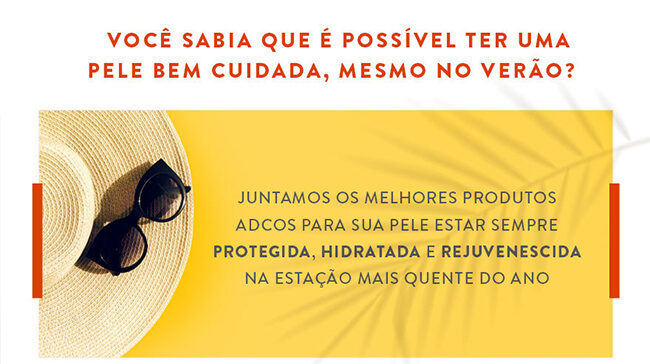 VOCÊ SABIA QUE É POSSÍVEL TER UMA
PELE BEM CUIDADA, MESMO NO VERÃO?
JUNTAMOS OS MELHORES PRODUTOS
ADCOS PARA SUA PELE ESTAR SEMPRE
PROTEGIDA, HIDRATADA E REJUVENESCIDA
NA ESTAÇÃO MAIS QUENTE DO ANO